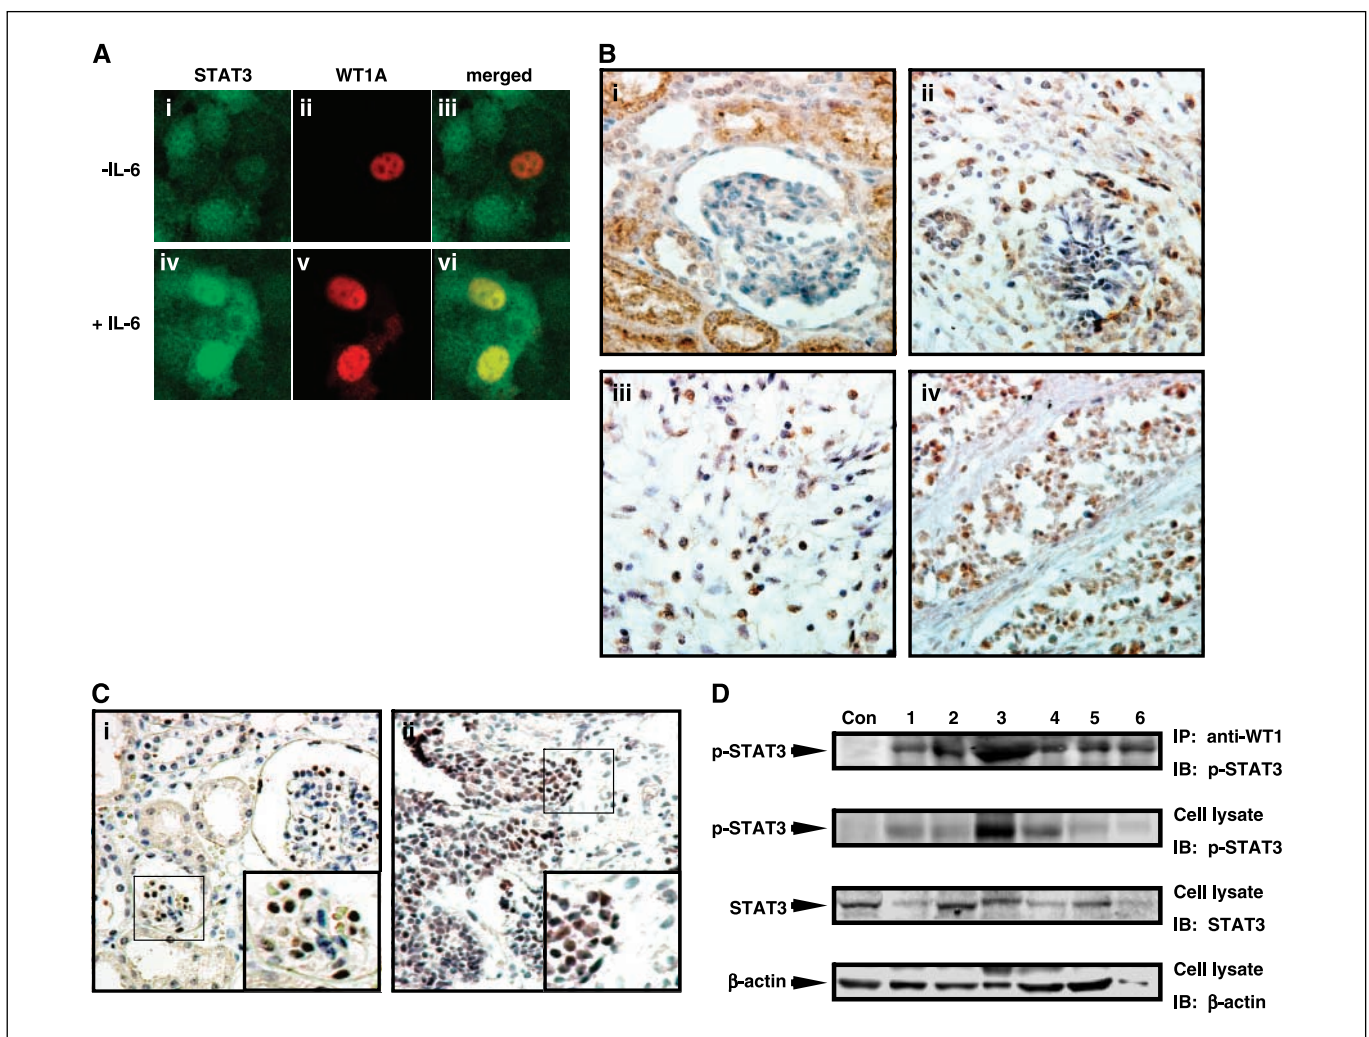 A
STAT3 WT1A merged
i ii iii
-IL-6
iv v vi
+ IL-6
B
i ii
iii iv
C
i ii
D
Con 1 2 3 4 5 6
p-STAT3 IP: anti-WT1
IB: p-STAT3
p-STAT3 Cell lysate
IB: p-STAT3
STAT3 Cell lysate
IB: STAT3
β-actin Cell lysate
IB: β-actin